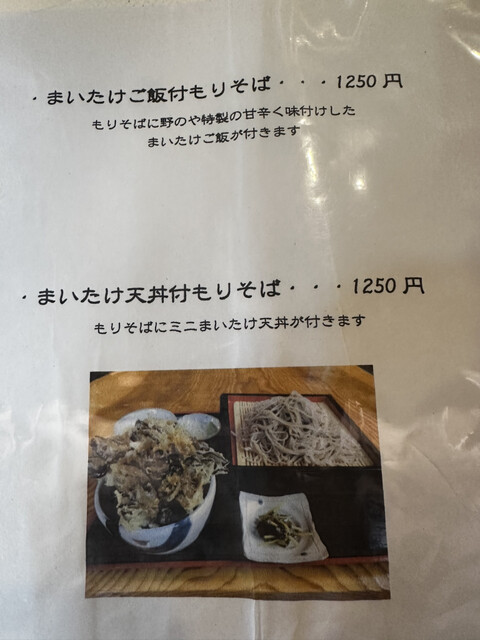 ・まいたけご飯付もりそば・・・1250円
もりそばに野のや特製の甘辛く味付けした
まいたけご飯が付きます
・まいたけ天丼付もりそば・・・1250円
もりそばにミニまいたけ天丼が付きます